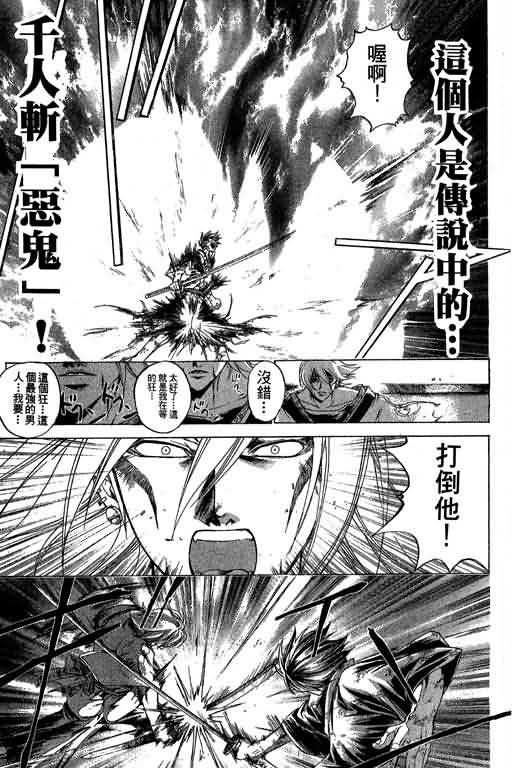 這個人是傳說中的…
喔啊！
千人斬「惡鬼」！
沒錯…
太好了…這
就是我在等
的狂…
這個狂…這
個最強的男
人…我要…
打倒他！